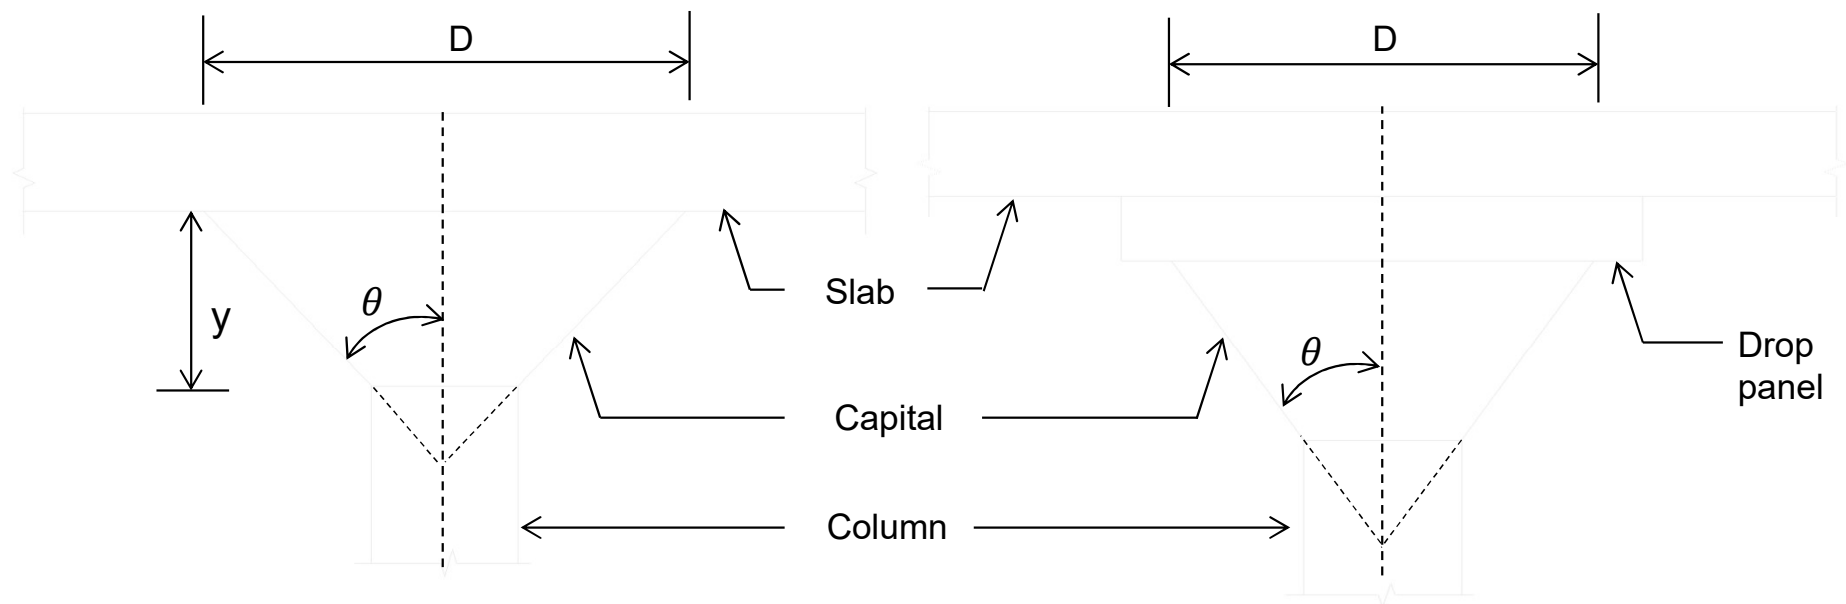 D
D
θ
y
Slab
θ
Drop
panel
Capital
Column